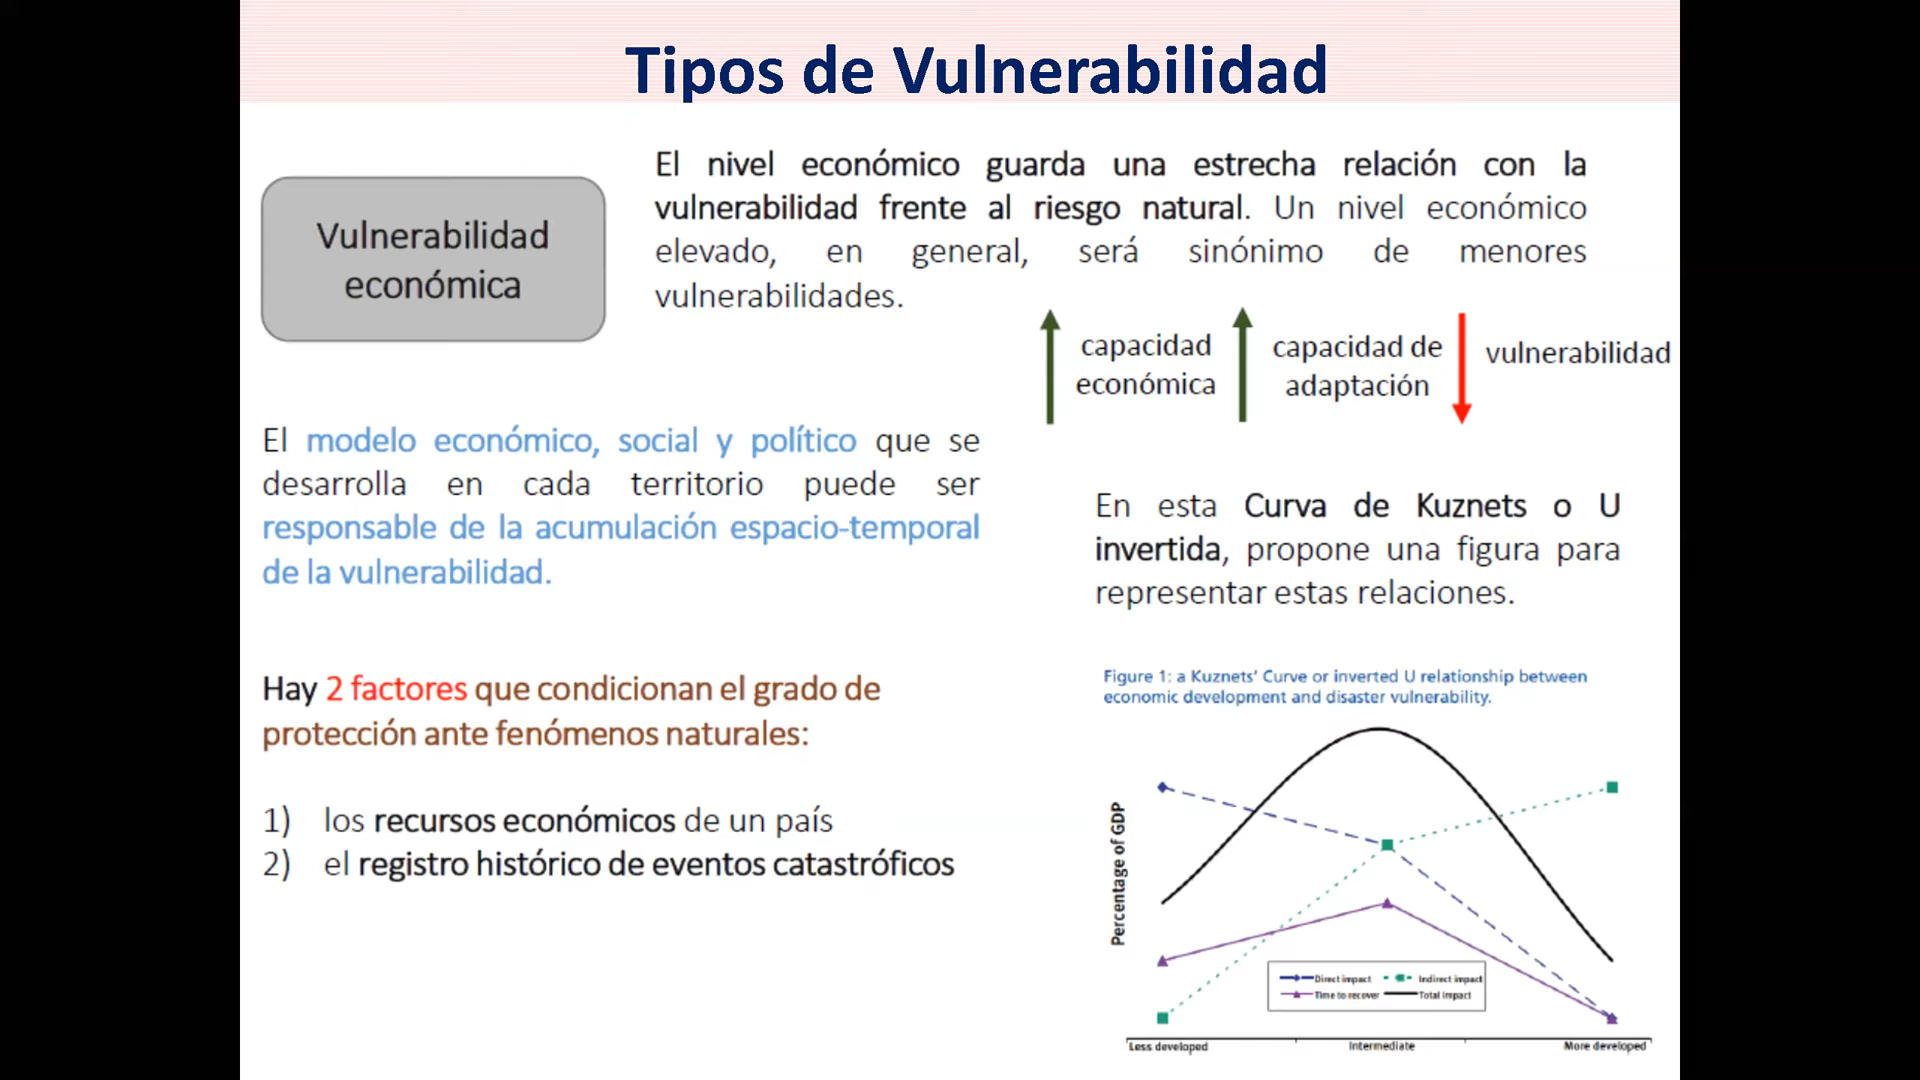 Tipos de Vulnerabilidad
Vulnerabilidad
económica
El nivel económico guarda una estrecha relación con la
vulnerabilidad frente al riesgo natural. Un nivel económico
elevado, en general, será sinónimo de menores
vulnerabilidades.
capacidad
económica
capacidad de
adaptación
vulnerabilidad
El modelo económico, social y político que se
desarrolla en cada territorio puede ser
responsable de la acumulación espacio-temporal
de la vulnerabilidad.
En esta Curva de Kuznets o U
invertida, propone una figura para
representar estas relaciones.
Hay 2 factores que condicionan el grado de
protección ante fenómenos naturales:
1) los recursos económicos de un país
2) el registro histórico de eventos catastróficos
Figure 1: a Kuznets' Curve or inverted U relationship between
economic development and disaster vulnerability.
Percentage of GDP
Direct impact
Indirect impact
Time to recover
Total impact
Less developed
Intermediate
More developed